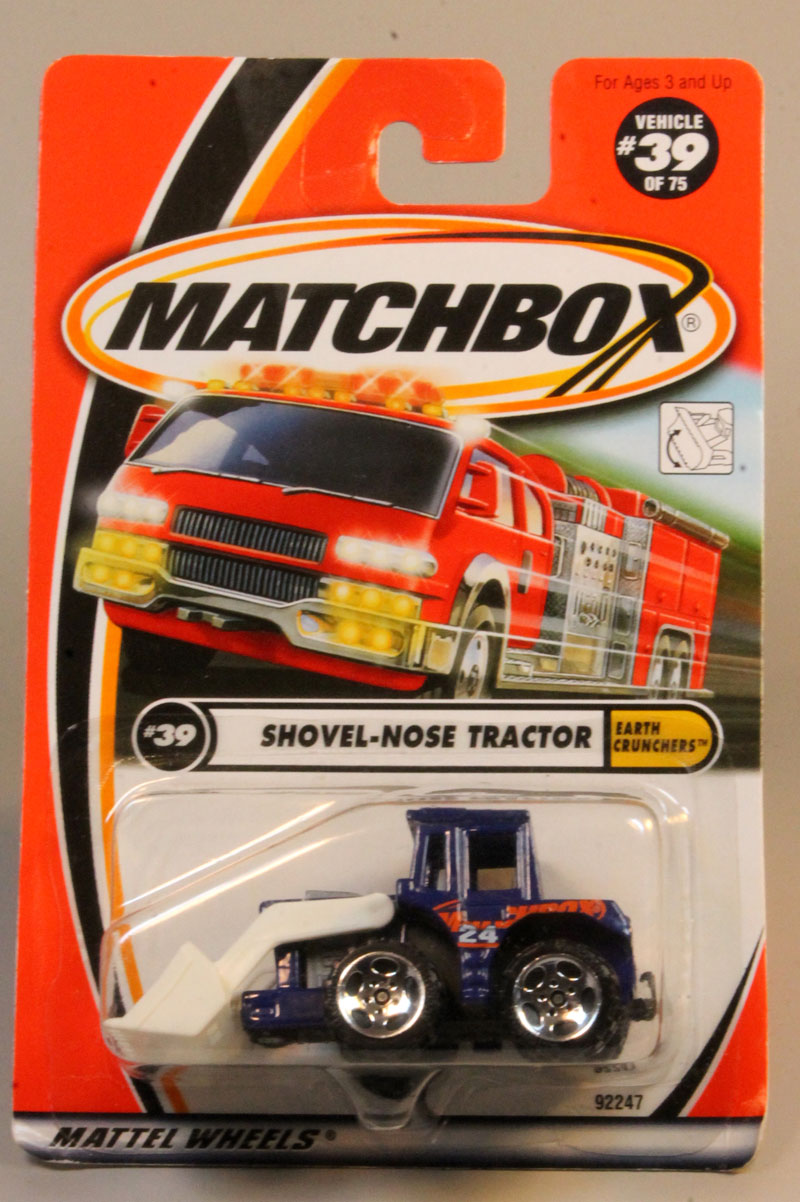 For Ages 3 and Up
VEHICLE
#39
OF 75
MATCHBOX®
#39
SHOVEL-NOSE TRACTOR
EARTH
CRUNCHERS™
MATCHBOX
24
92247
MATTEL WHEELS®